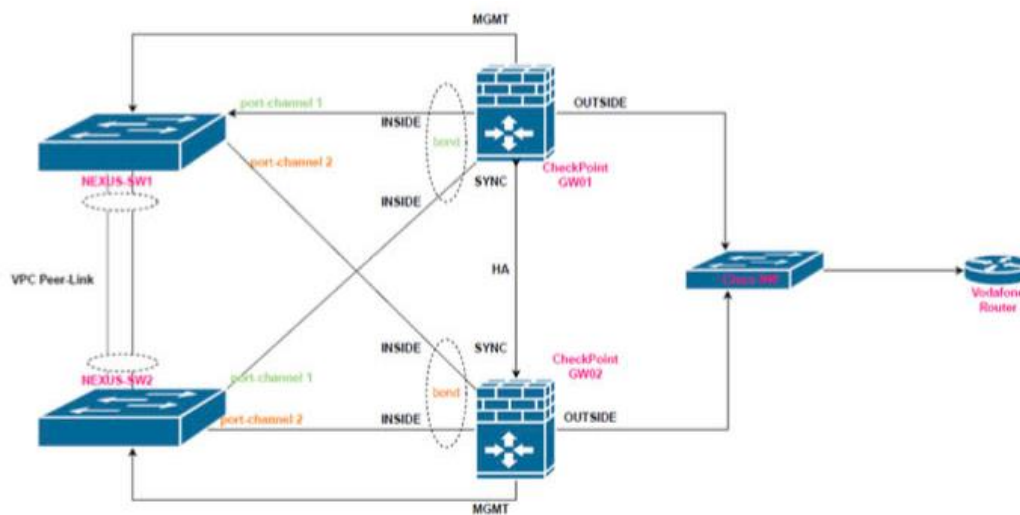 MGMT
port-channel 1
INSIDE
bond
OUTSIDE
port-channel 2
NEXUS-SW1
SYNC
CheckPoint
GW01
INSIDE
VPC Peer-Link
HA
Vodafone
Router
INSIDE
SYNC
CheckPoint
GW02
NEXUS-SW2
port-channel 1
bond
port-channel 2
INSIDE
OUTSIDE
MGMT